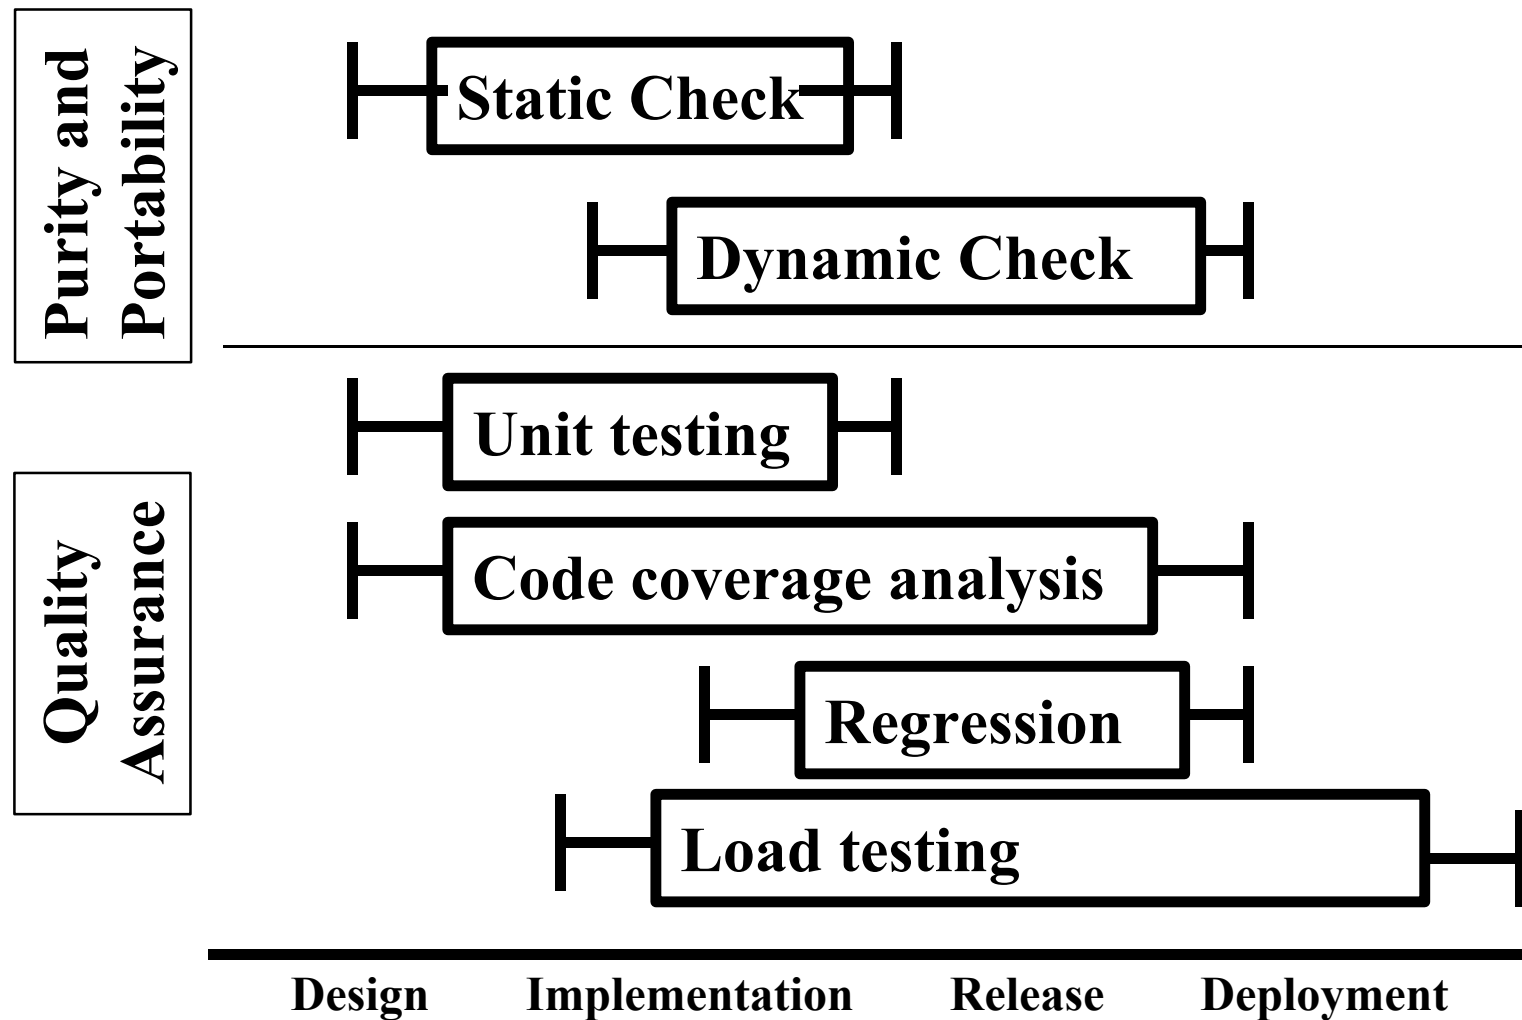 Purity and
Portability
Static Check
Dynamic Check
Quality
Assurance
Unit testing
Code coverage analysis
Regression
Load testing
Design Implementation Release Deployment